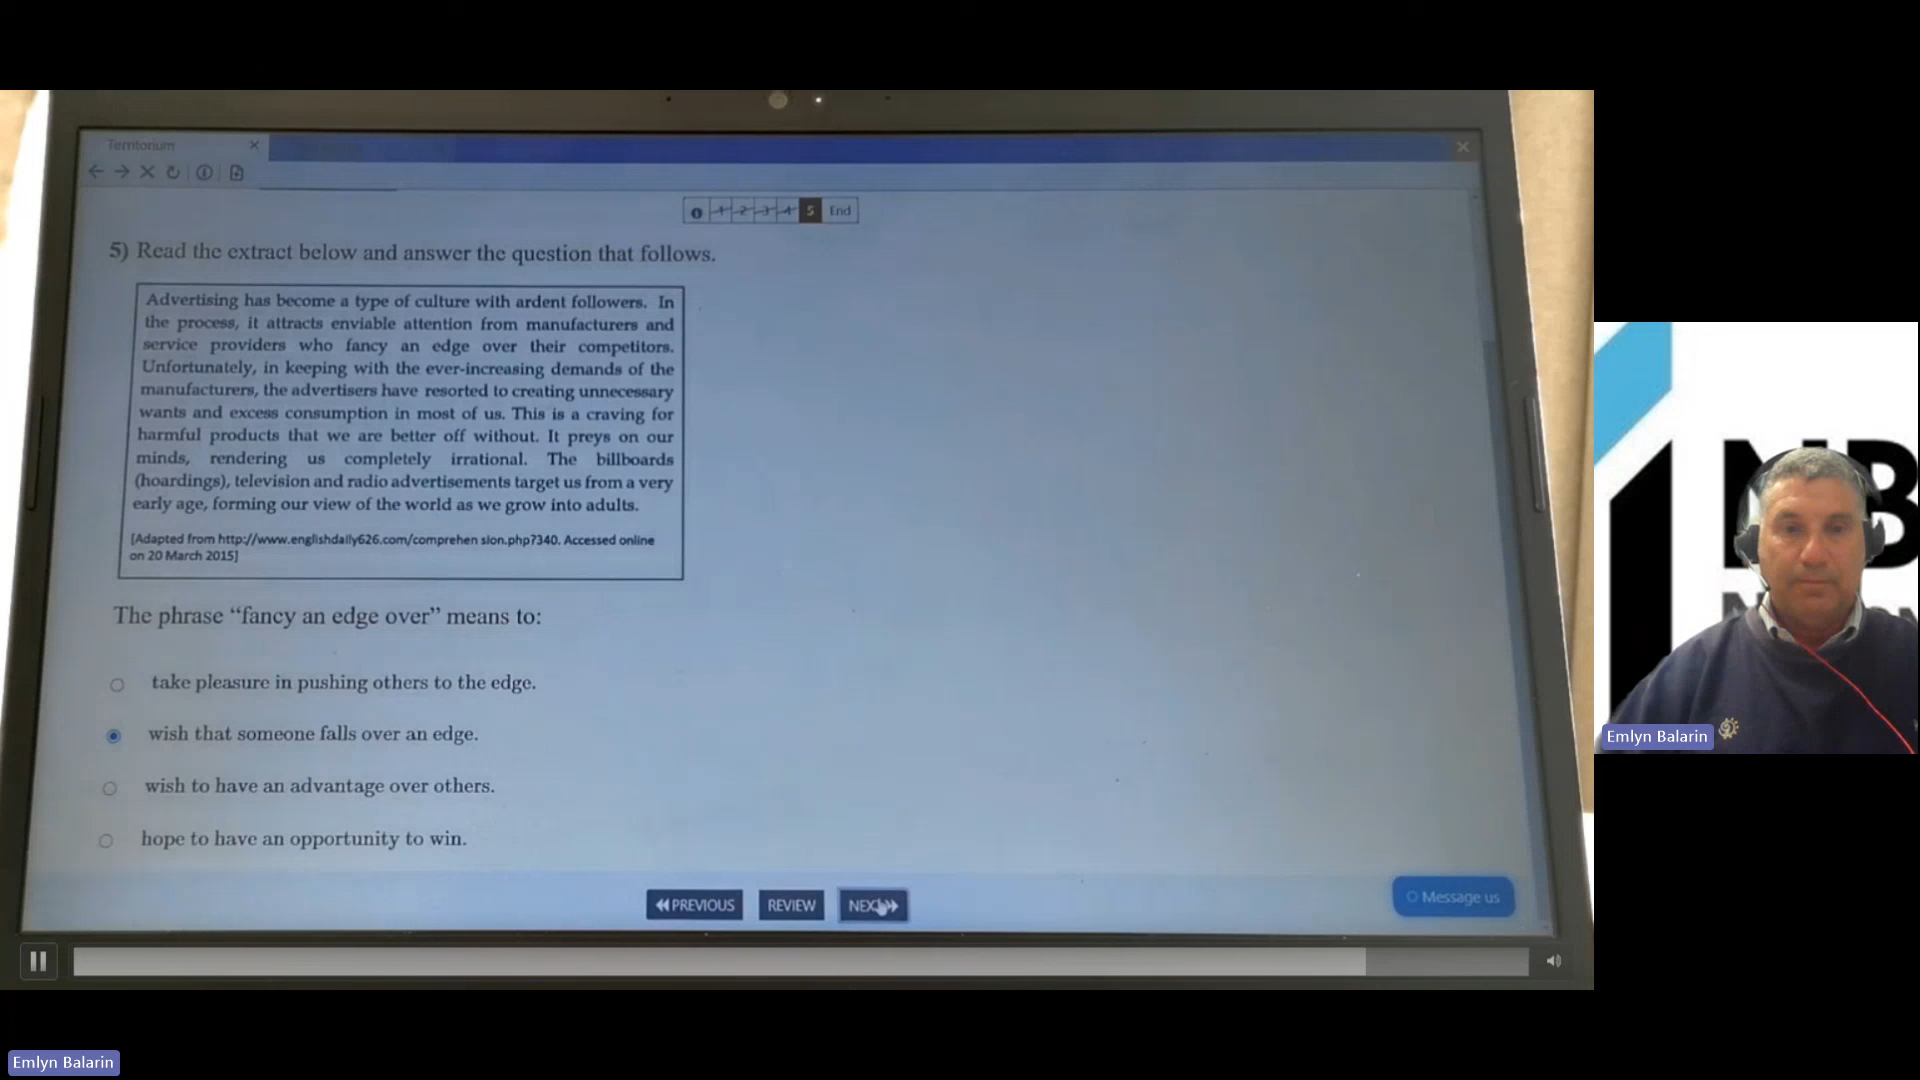 Territorium
1 2 3 4 5 End
5) Read the extract below and answer the question that follows.
Advertising has become a type of culture with ardent followers. In
the process, it attracts enviable attention from manufacturers and
service providers who fancy an edge over their competitors.
Unfortunately, in keeping with the ever-increasing demands of the
manufacturers, the advertisers have resorted to creating unnecessary
wants and excess consumption in most of us. This is a craving for
harmful products that we are better off without. It preys on our
minds, rendering us completely irrational. The billboards
(hoardings), television and radio advertisements target us from a very
early age, forming our view of the world as we grow into adults.
[Adapted from http://www.englishdaily626.com/comprehen sion.php?340. Accessed online
on 20 March 2015]
The phrase “fancy an edge over” means to:
take pleasure in pushing others to the edge.
wish that someone falls over an edge.
wish to have an advantage over others.
hope to have an opportunity to win.
PREVIOUS
REVIEW
NEXT
Message us
Emlyn Balarin
Emlyn Balarin